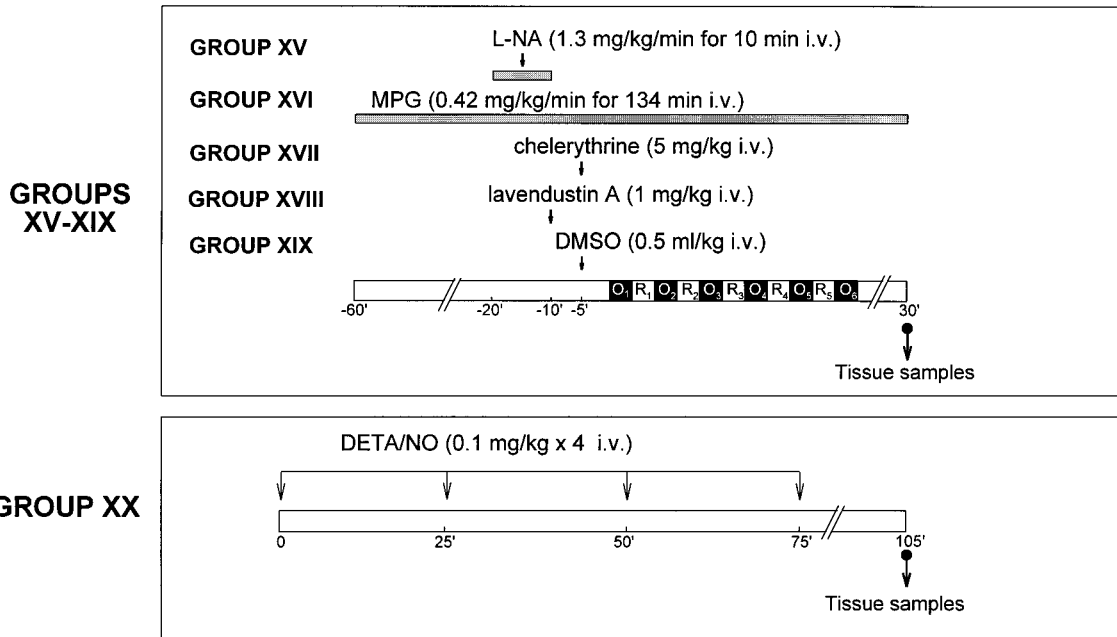 GROUPS
XV-XIX
GROUP XV
L-NA (1.3 mg/kg/min for 10 min i.v.)
GROUP XVI
MPG (0.42 mg/kg/min for 134 min i.v.)
GROUP XVII
chelerythrine (5 mg/kg i.v.)
GROUP XVIII
lavendustin A (1 mg/kg i.v.)
GROUP XIX
DMSO (0.5 ml/kg i.v.)
O₁ R₁ O₂ R₂ O₃ R₃ O₄ R₄ O₅ R₅ O₆
-60' -20' -10' -5' 30'
Tissue samples
GROUP XX
DETA/NO (0.1 mg/kg x 4 i.v.)
0 25' 50' 75' 105'
Tissue samples